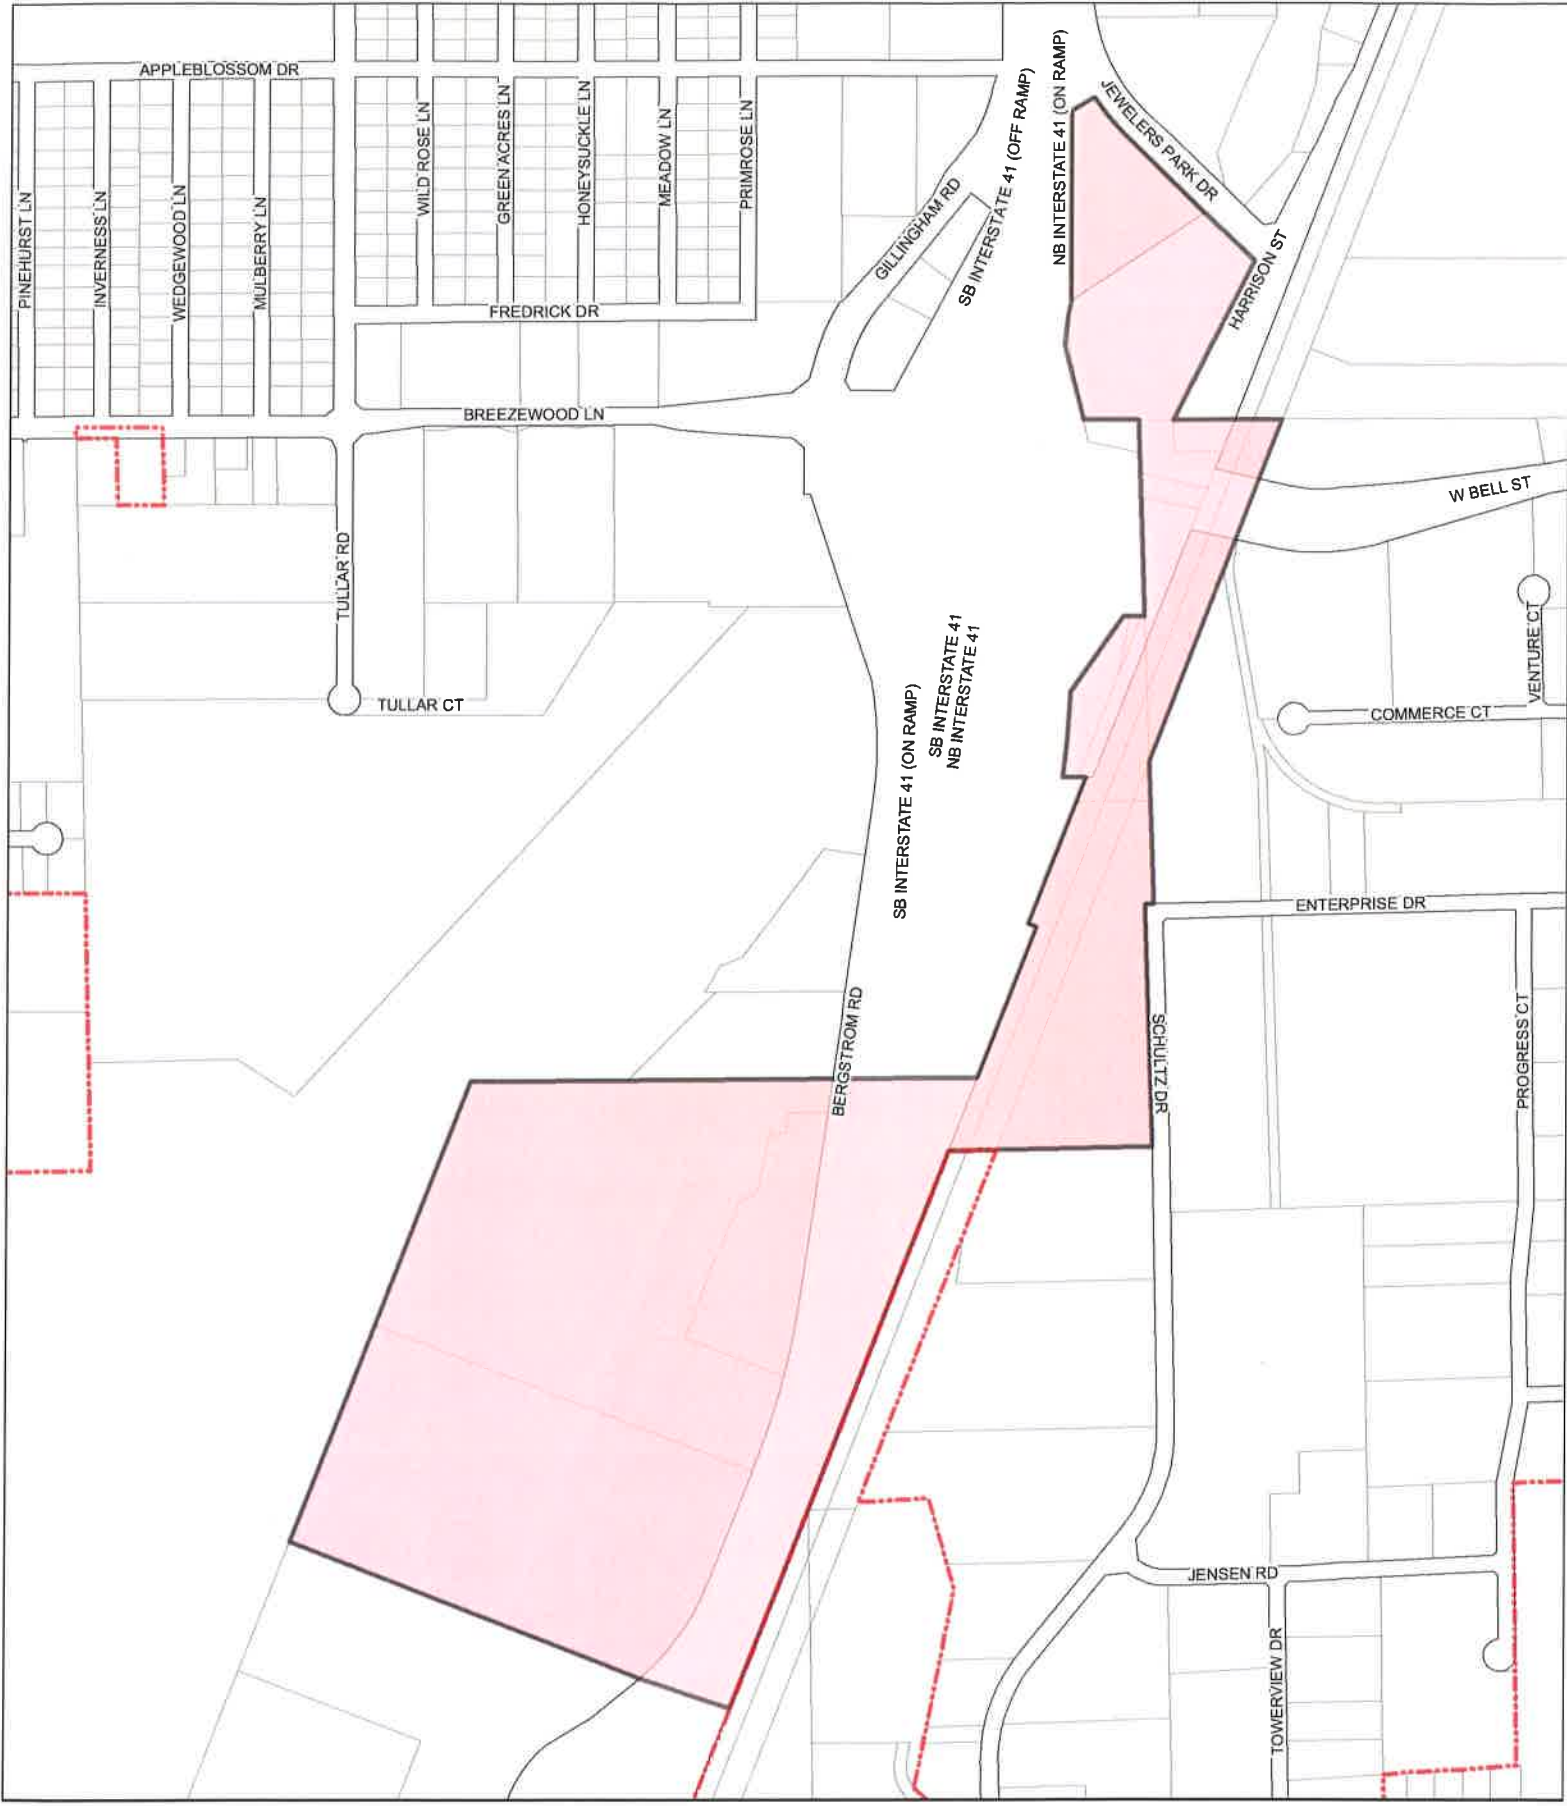 APPLEBLOSSOM DR
PINEHURST LN
INVERNESS LN
WEDGEWOOD LN
MULBERRY LN
WILD ROSE LN
GREEN ACRES LN
HONEYSUCKLE LN
MEADOW LN
PRIMROSE LN
GILLINGHAM RD
SB INTERSTATE 41 (OFF RAMP)
NB INTERSTATE 41 (ON RAMP)
JEWELERS PARK DR
HARRISON ST
FREDRICK DR
BREEZEWOOD LN
W BELL ST
TULLAR RD
TULLAR CT
SB INTERSTATE 41 (ON RAMP)
SB INTERSTATE 41
NB INTERSTATE 41
VENTURE CT
COMMERCE CT
ENTERPRISE DR
BERGSTROM RD
SCHULTZ DR
PROGRESS CT
JENSEN RD
TOWERVIEW DR